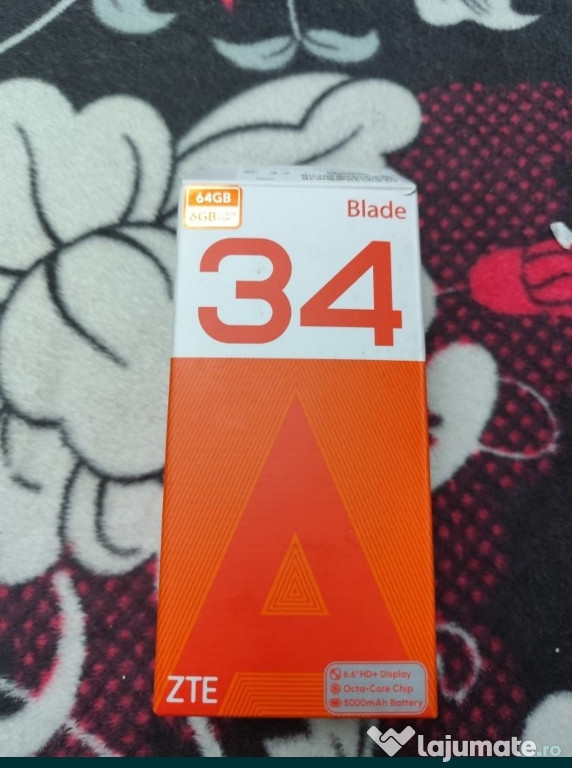 64GB
6GB
Blade
34
A
ZTE
6.6"HD+ Display
Octa-Core Chip
5000mAh Battery
lajumate.ro